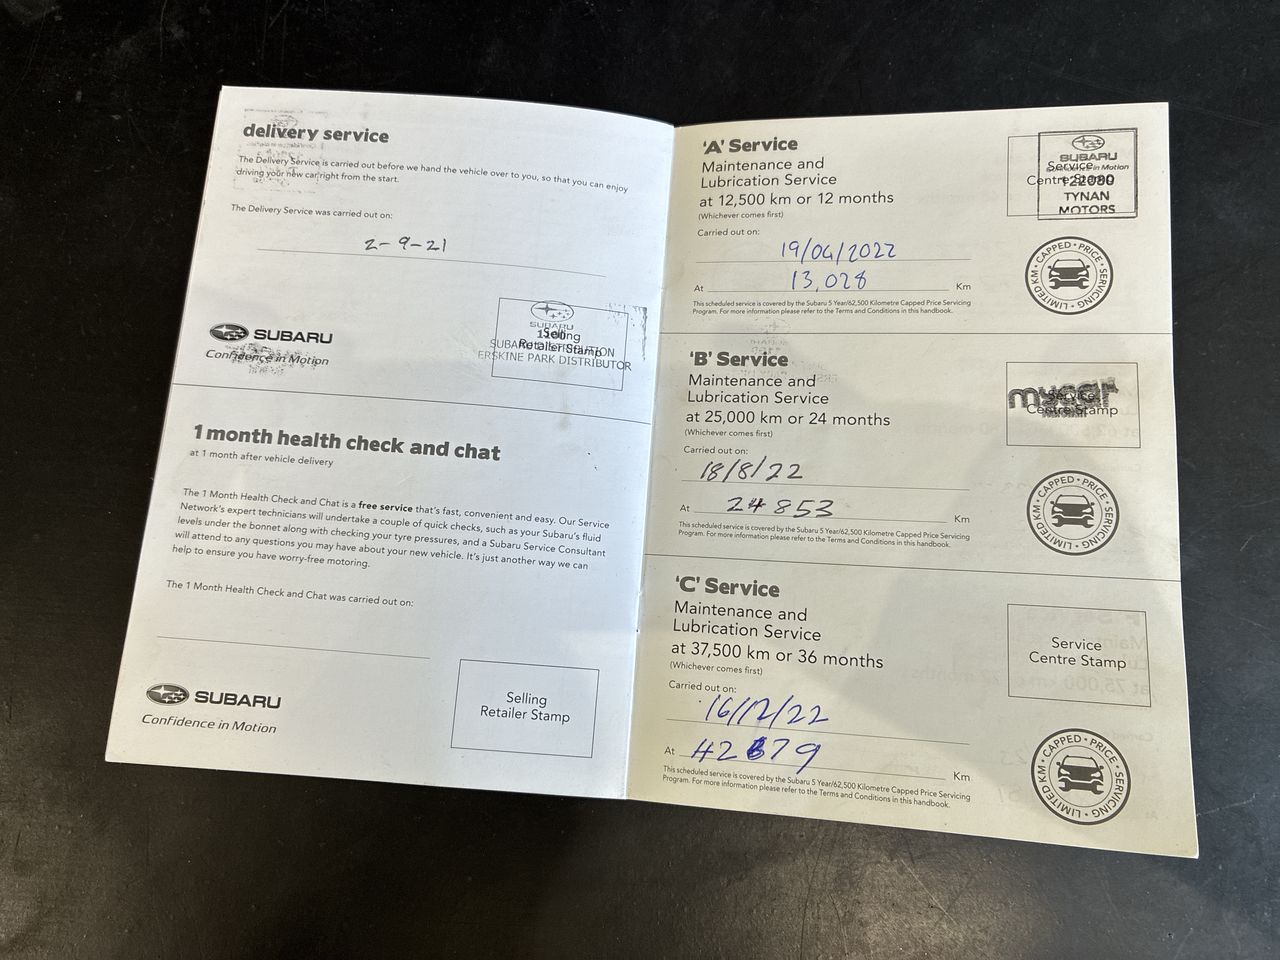 delivery service
The Delivery Service is carried out before we hand the vehicle over to you, so that you can enjoy
driving your new car right from the start.
The Delivery Service was carried out on:
2-9-21
SUBARU
Confidence in Motion
SUBARU
Selling
Retailer Stamp
SUBARU DISTRIBUTION
ERSKINE PARK DISTRIBUTOR
1 month health check and chat
at 1 month after vehicle delivery
The 1 Month Health Check and Chat is a free service that's fast, convenient and easy. Our Service
Network's expert technicians will undertake a couple of quick checks, such as your Subaru's fluid
levels under the bonnet along with checking your tyre pressures, and a Subaru Service Consultant
will attend to any questions you may have about your new vehicle. It's just another way we can
help to ensure you have worry-free motoring.
The 1 Month Health Check and Chat was carried out on:
SUBARU
Confidence in Motion
Selling
Retailer Stamp
'A' Service
Maintenance and
Lubrication Service
at 12,500 km or 12 months
(Whichever comes first)
Carried out on:
19/04/2022
At 13,028 Km
This scheduled service is covered by the Subaru 5 Year/62,500 Kilometre Capped Price Servicing
Program. For more information please refer to the Terms and Conditions in this handbook.
SUBARU
Confidence in Motion
Service
Centre Stamp
TYNAN
MOTORS
CAPPED • PRICE • SERVICING • LIMITED KM •
'B' Service
Maintenance and
Lubrication Service
at 25,000 km or 24 months
(Whichever comes first)
Carried out on:
18/8/22
At 24853 Km
This scheduled service is covered by the Subaru 5 Year/62,500 Kilometre Capped Price Servicing
Program. For more information please refer to the Terms and Conditions in this handbook.
mycar
Service
Centre Stamp
CAPPED • PRICE • SERVICING • LIMITED KM •
'C' Service
Maintenance and
Lubrication Service
at 37,500 km or 36 months
(Whichever comes first)
Carried out on:
16/12/22
At Km
This scheduled service is covered by the Subaru 5 Year/62,500 Kilometre Capped Price Servicing
Program. For more information please refer to the Terms and Conditions in this handbook.
Service
Centre Stamp
CAPPED • PRICE • SERVICING • LIMITED KM •